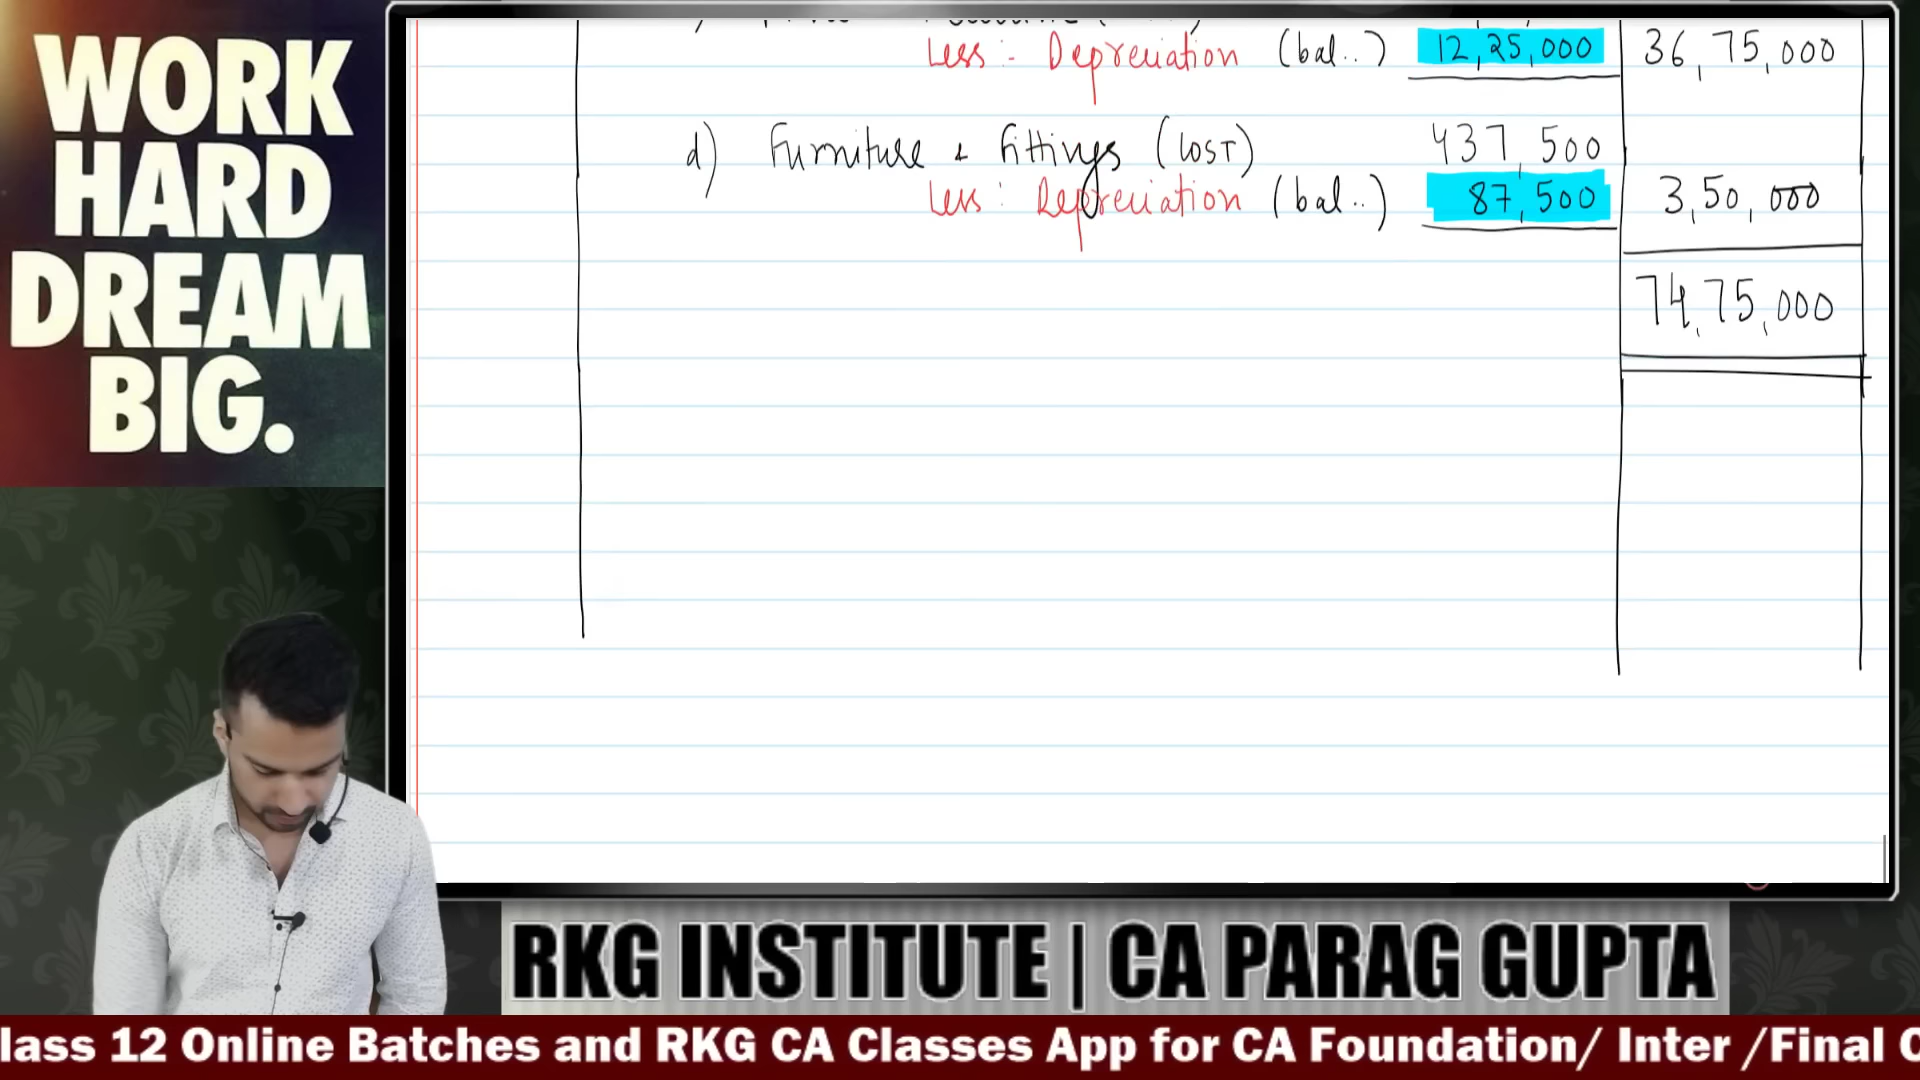 WORK
HARD
DREAM
BIG.
Less :- Depreciation (bal..) 12,25,000 36,75,000
d) Furniture & Fittings (COST) 437,500
Less : Depreciation (bal..) 87,500 3,50,000
74,75,000
RKG INSTITUTE | CA PARAG GUPTA
lass 12 Online Batches and RKG CA Classes App for CA Foundation/ Inter /Final C